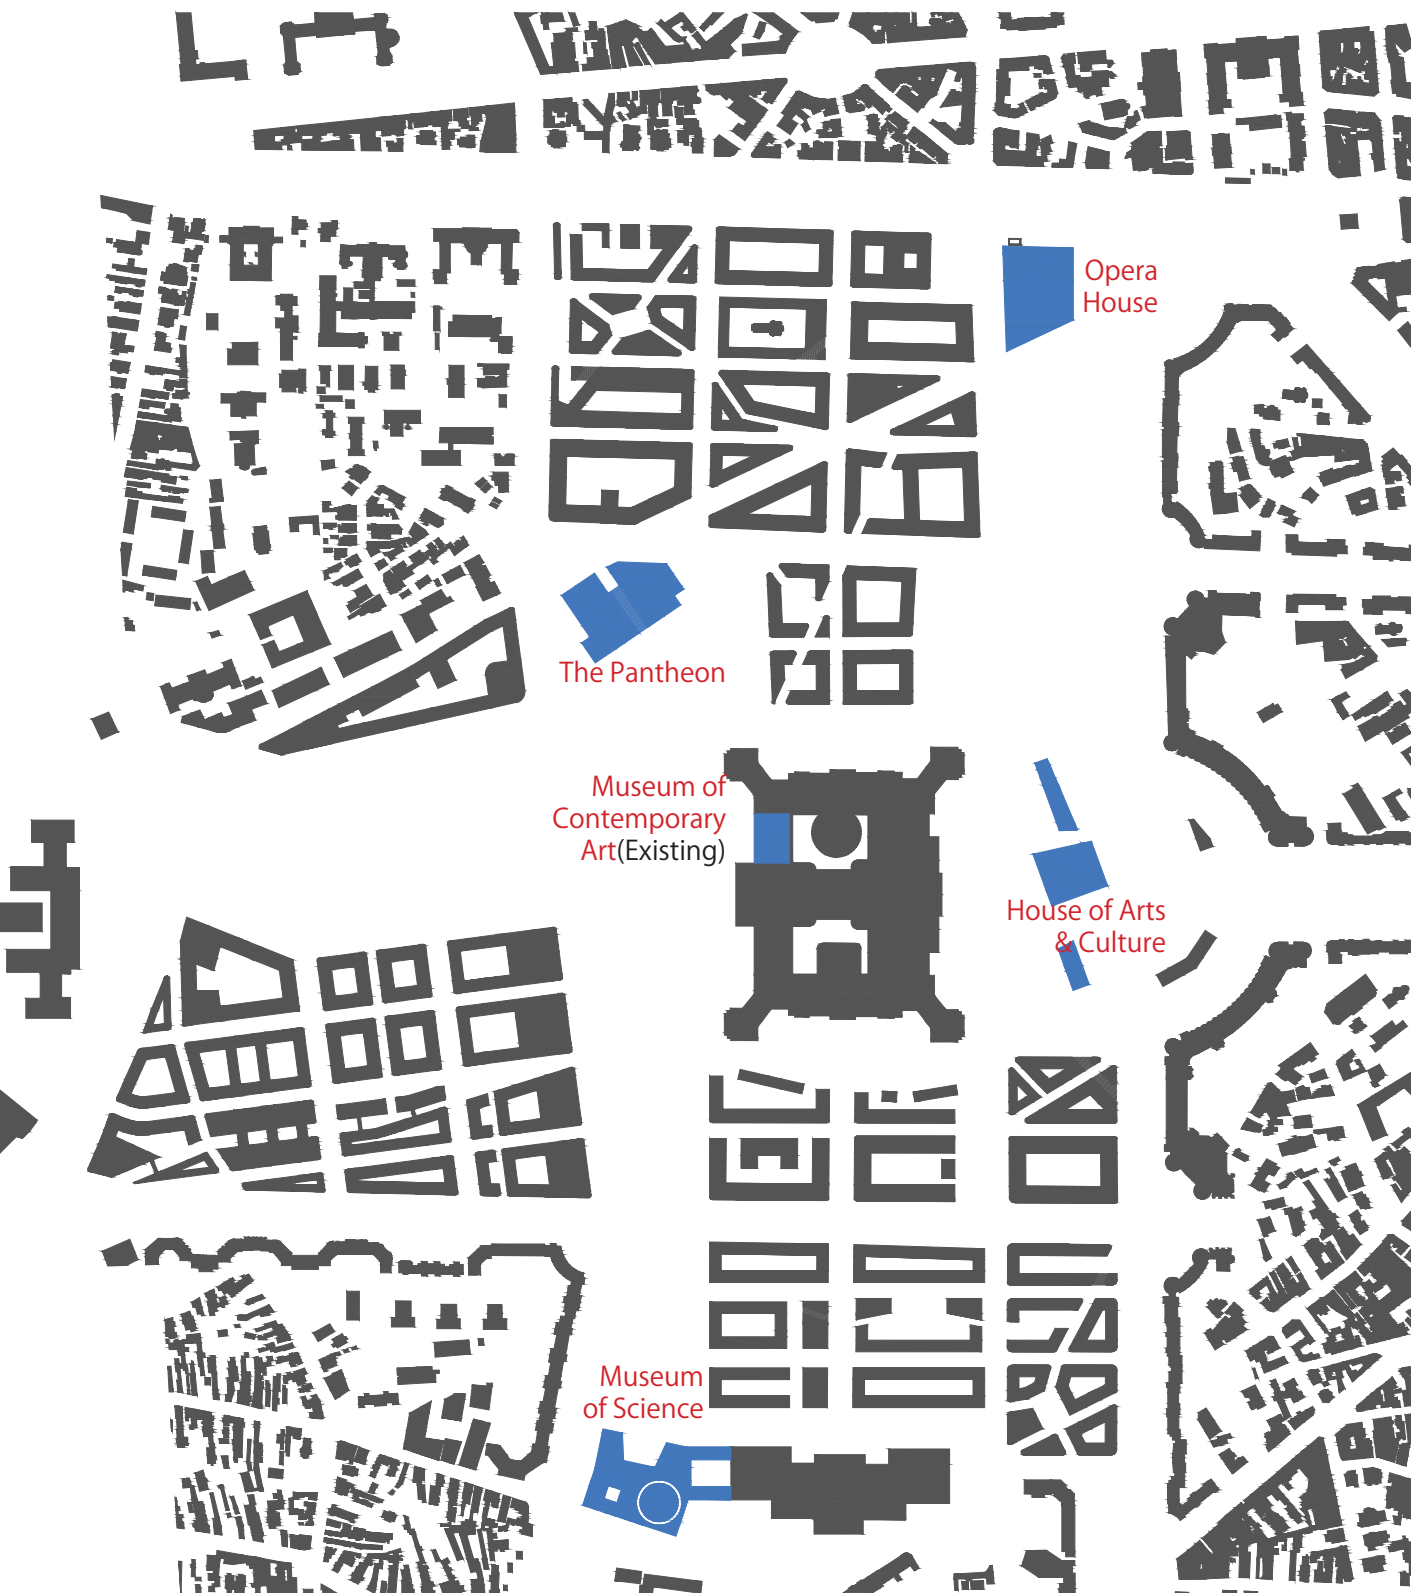 Opera
House
The Pantheon
Museum of
Contemporary
Art(Existing)
House of Arts
& Culture
Museum
of Science